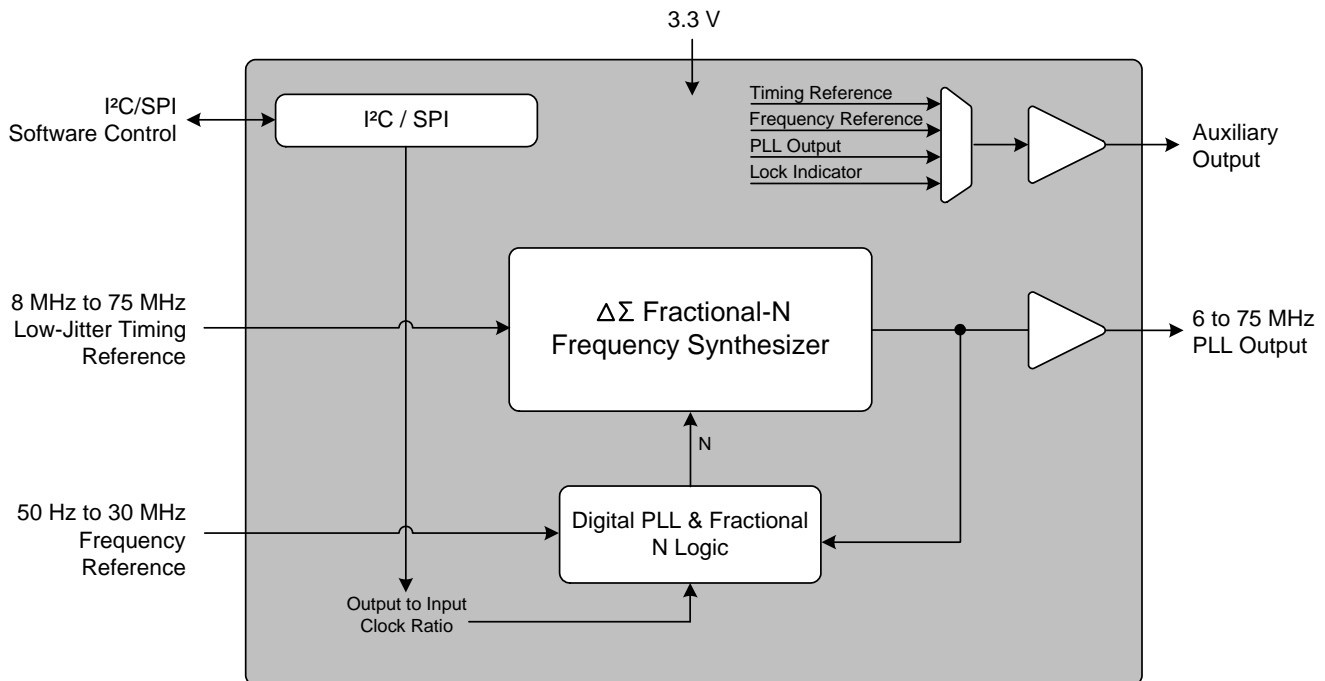 3.3 V
I²C/SPI
Software Control
I²C / SPI
Timing Reference
Frequency Reference
PLL Output
Lock Indicator
Auxiliary
Output
8 MHz to 75 MHz
Low-Jitter Timing
Reference
ΔΣ Fractional-N
Frequency Synthesizer
6 to 75 MHz
PLL Output
N
50 Hz to 30 MHz
Frequency
Reference
Digital PLL & Fractional
N Logic
Output to Input
Clock Ratio